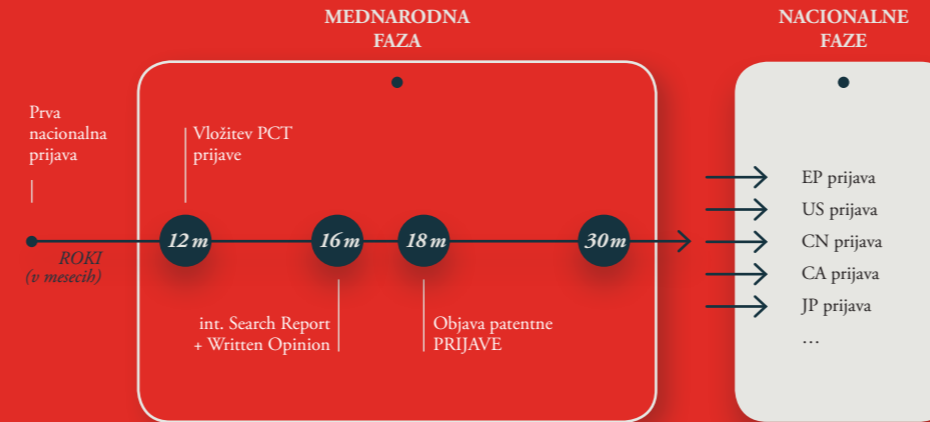 MEDNARODNA
FAZA
NACIONALNE
FAZE
Prva
nacionalna
prijava
Vložitev PCT
prijave
12 m
16 m
18 m
30 m
ROKI
(v mesecih)
int. Search Report
+ Written Opinion
Objava patentne
PRIJAVE
EP prijava
US prijava
CN prijava
CA prijava
JP prijava
...